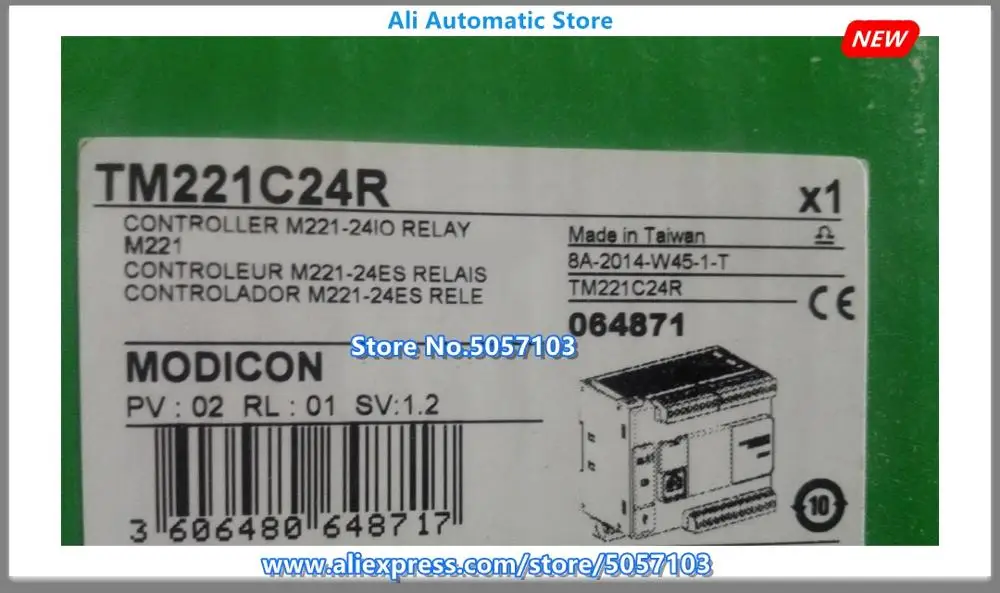 Ali Automatic Store
NEW
TM221C24R
x1
CONTROLLER M221-24IO RELAY
M221
CONTROLEUR M221-24ES RELAIS
CONTROLADOR M221-24ES RELE
Made in Taiwan
8A-2014-W45-1-T
TM221C24R
CE
064871
Store No.5057103
MODICON
PV : 02 RL : 01 SV:1.2
3 606480 648717
10
www.aliexpress.com/store/5057103